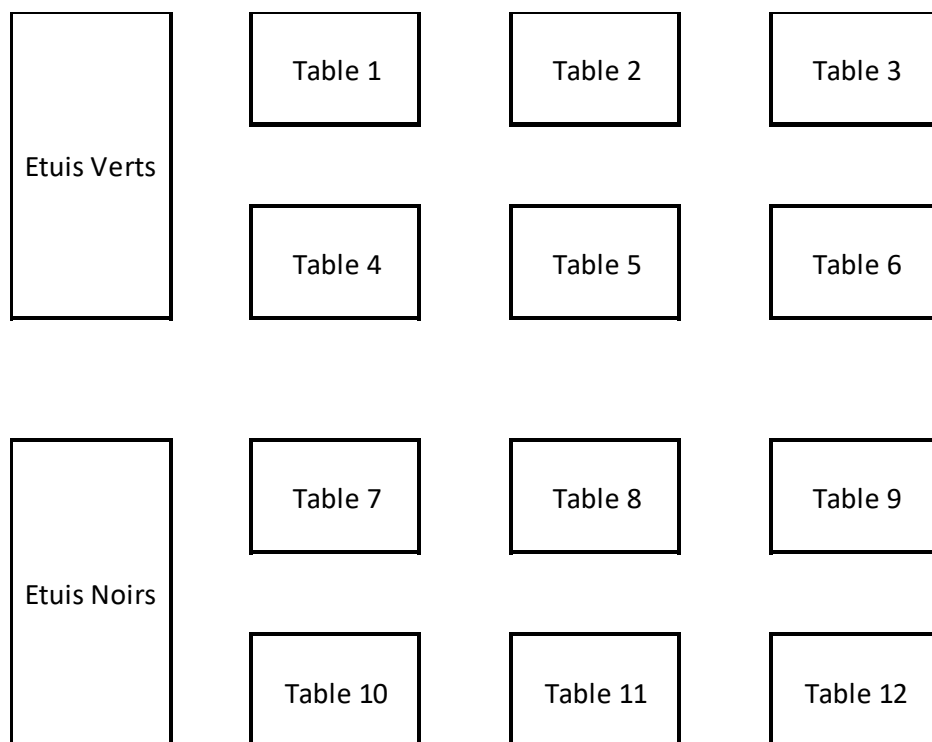 Table 1
Table 2
Table 3
Etuis Verts
Table 4
Table 5
Table 6
Table 7
Table 8
Table 9
Etuis Noirs
Table 10
Table 11
Table 12